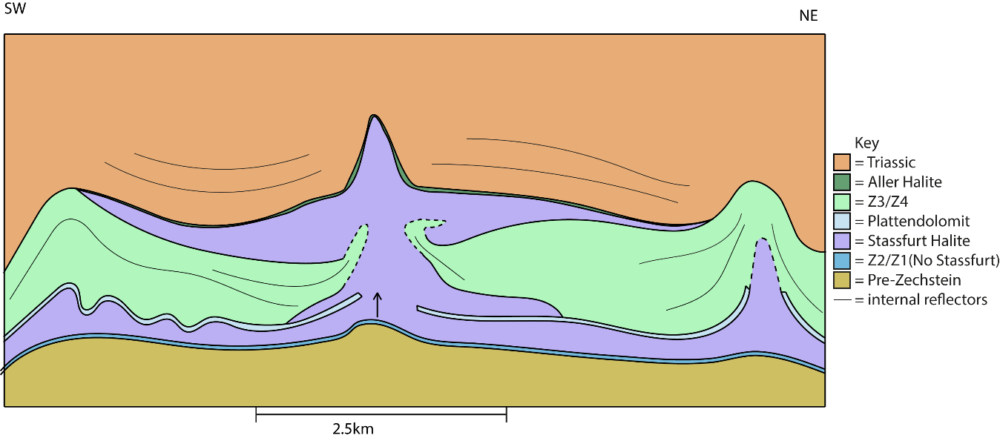 SW
NE
Key
= Triassic
= Aller Halite
= Z3/Z4
= Plattendolomit
= Stassfurt Halite
= Z2/Z1(No Stassfurt)
= Pre-Zechstein
= internal reflectors
2.5km